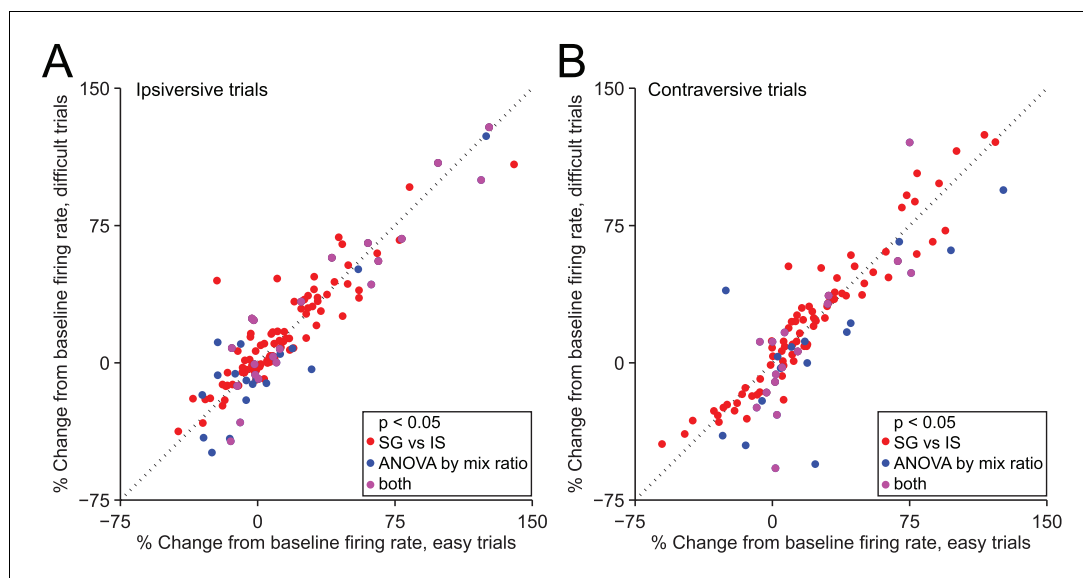 A
B
Ipsiversive trials
Contraversive trials
% Change from baseline firing rate, difficult trials
150
75
0
−75
−75
0
75
150
% Change from baseline firing rate, easy trials
p < 0.05
SG vs IS
ANOVA by mix ratio
both
% Change from baseline firing rate, difficult trials
150
75
0
−75
−75
0
75
150
% Change from baseline firing rate, easy trials
p < 0.05
SG vs IS
ANOVA by mix ratio
both